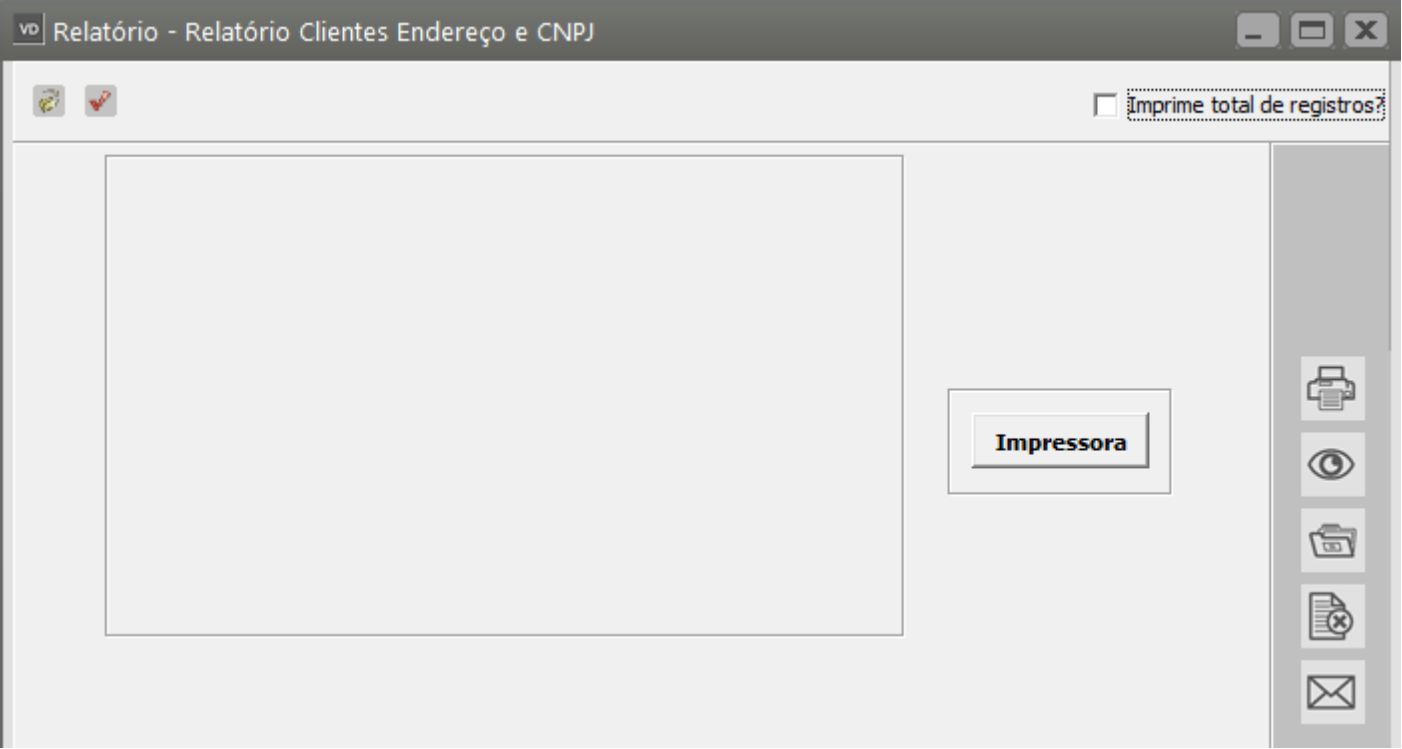 VD Relatório - Relatório Clientes Endereço e CNPJ
Imprime total de registros?
Impressora